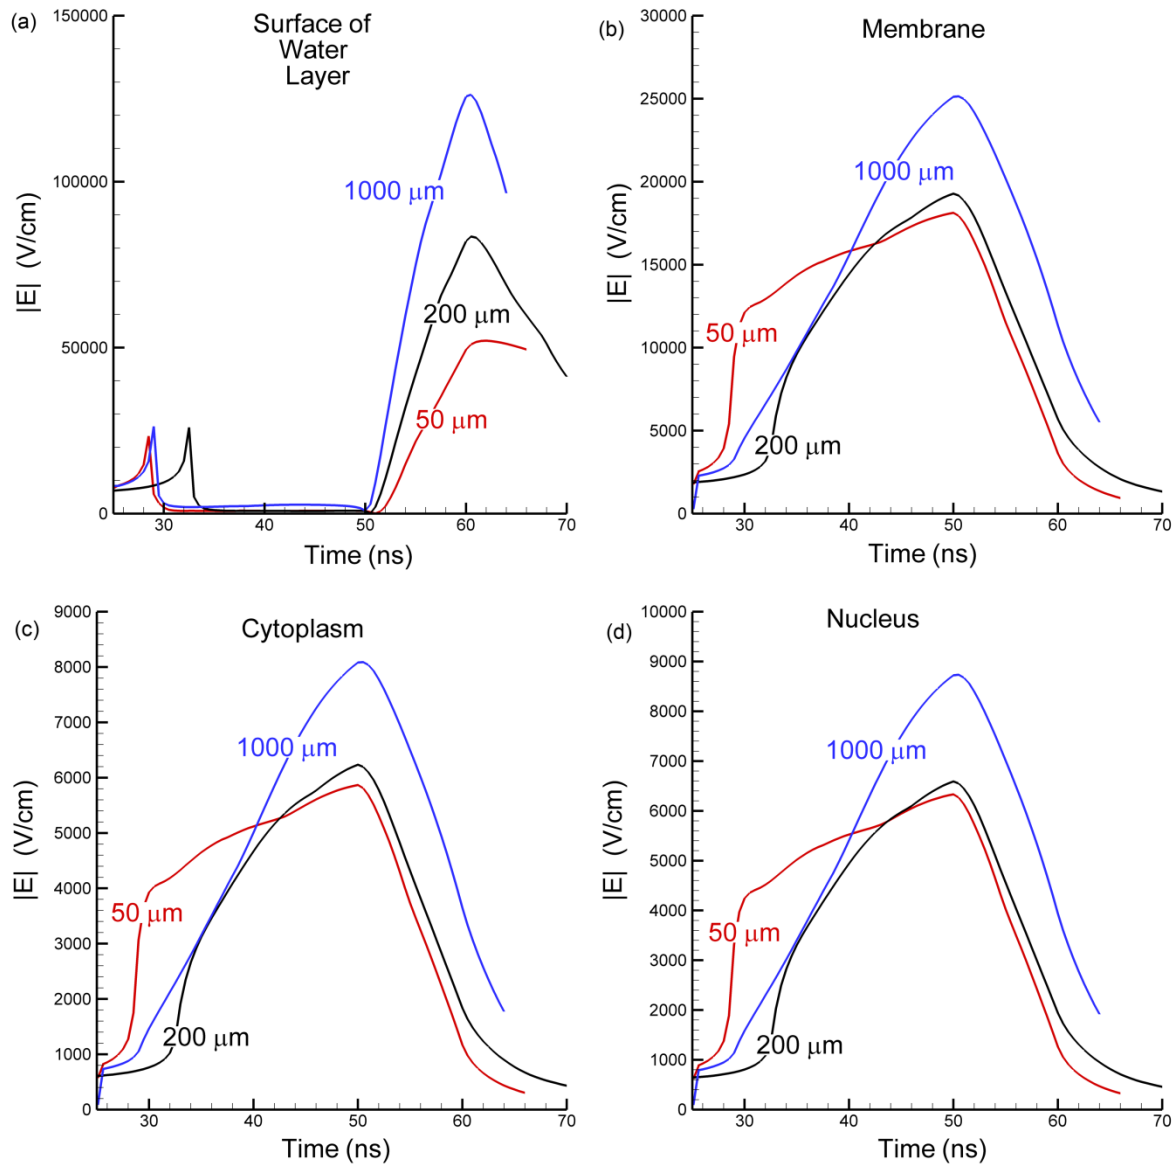 (a)
Surface of
Water
Layer
150000
100000
50000
0
|E| (V/cm)
1000 μm
200 μm
50 μm
30
40
50
60
70
Time (ns)
(b)
Membrane
30000
25000
20000
15000
10000
5000
0
|E| (V/cm)
1000 μm
50 μm
200 μm
30
40
50
60
70
Time (ns)
(c)
Cytoplasm
9000
8000
7000
6000
5000
4000
3000
2000
1000
0
|E| (V/cm)
1000 μm
50 μm
200 μm
30
40
50
60
70
Time (ns)
(d)
Nucleus
10000
9000
8000
7000
6000
5000
4000
3000
2000
1000
0
|E| (V/cm)
1000 μm
50 μm
200 μm
30
40
50
60
70
Time (ns)